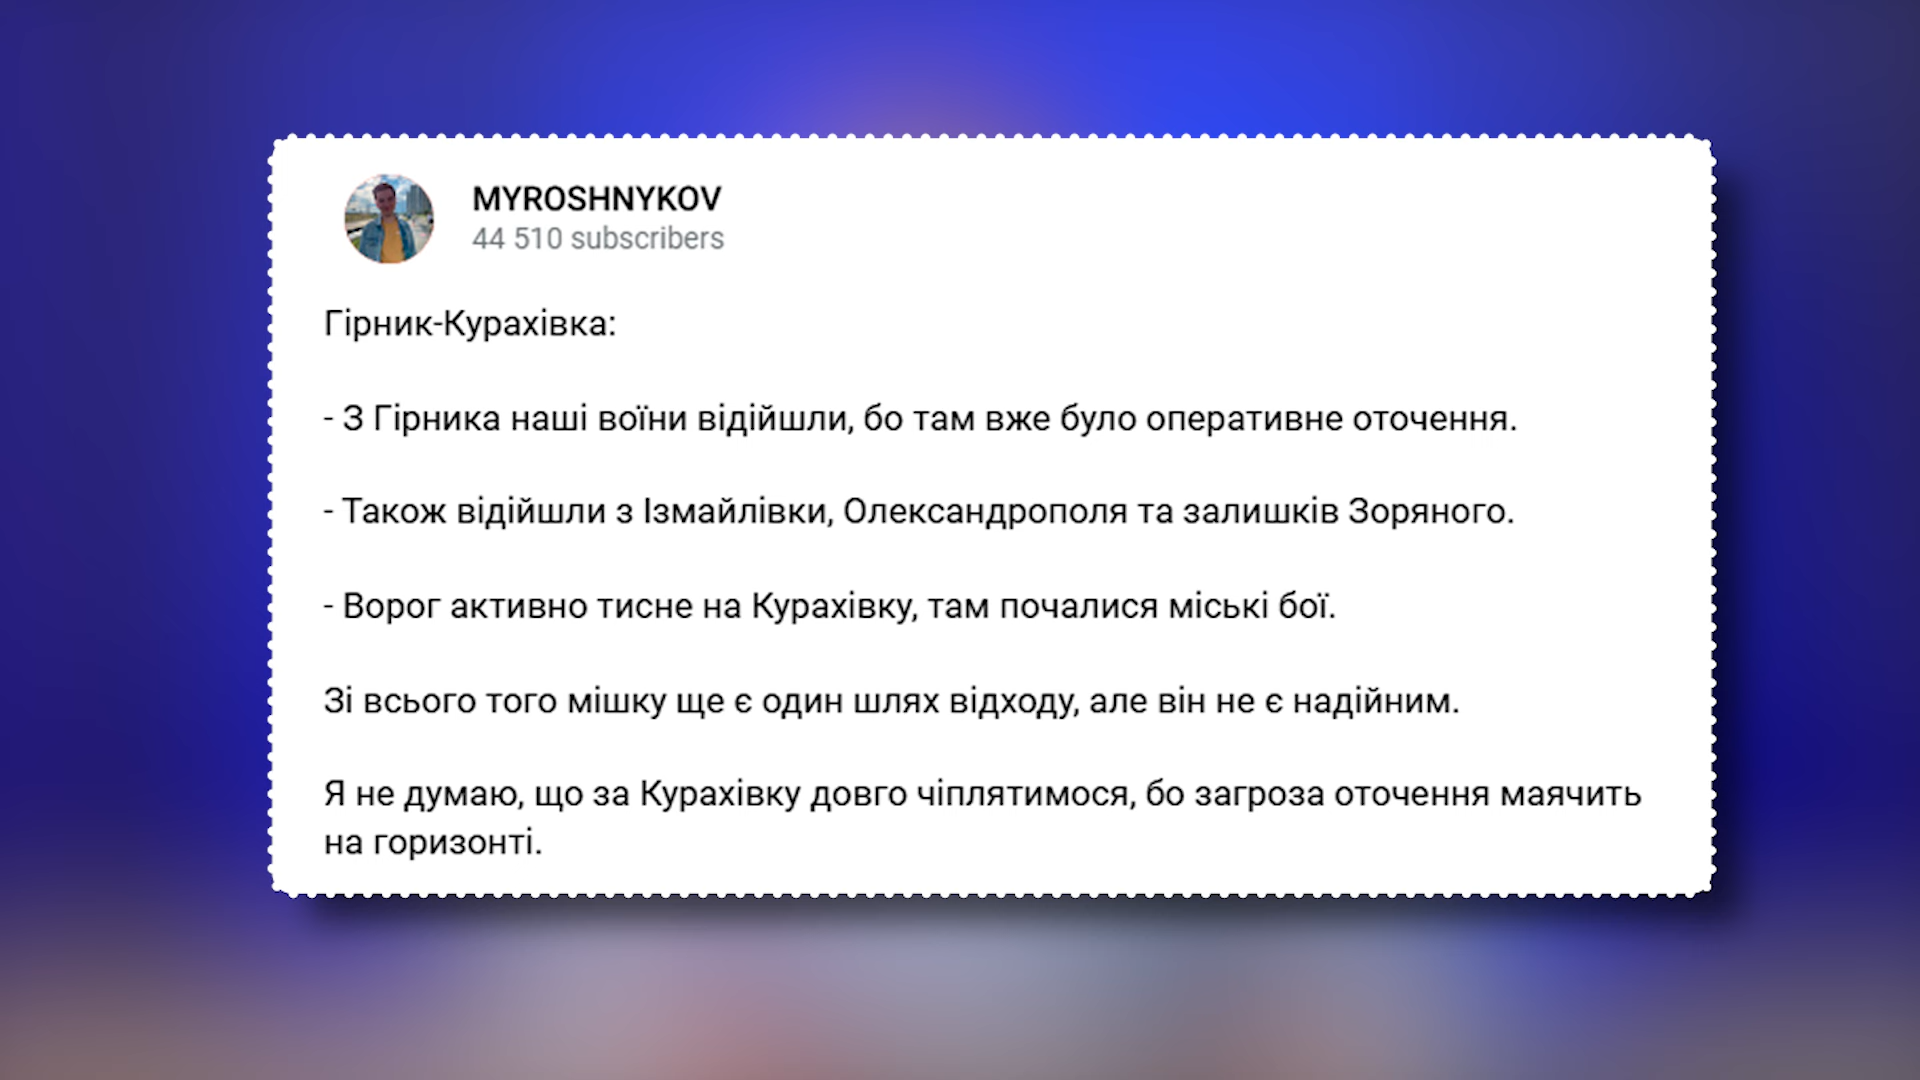 MYROSHNYKOV
44 510 subscribers
Гірник-Курахівка:
- З Гірника наші воїни відійшли, бо там вже було оперативне оточення.
- Також відійшли з Ізмайлівки, Олександрополя та залишків Зоряного.
- Ворог активно тисне на Курахівку, там почалися міські бої.
Зі всього того мішку ще є один шлях відходу, але він не є надійним.
Я не думаю, що за Курахівку довго чіплятимося, бо загроза оточення маячить
на горизонті.